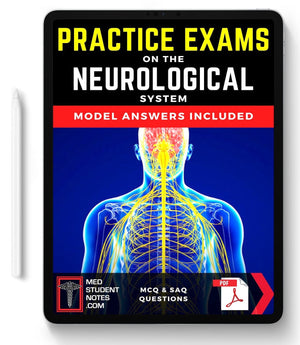 PRACTICE EXAMS
ON THE
NEUROLOGICAL
SYSTEM
MODEL ANSWERS INCLUDED
MED
STUDENT
NOTES
.COM
MCQ & SAQ
QUESTIONS
PDF